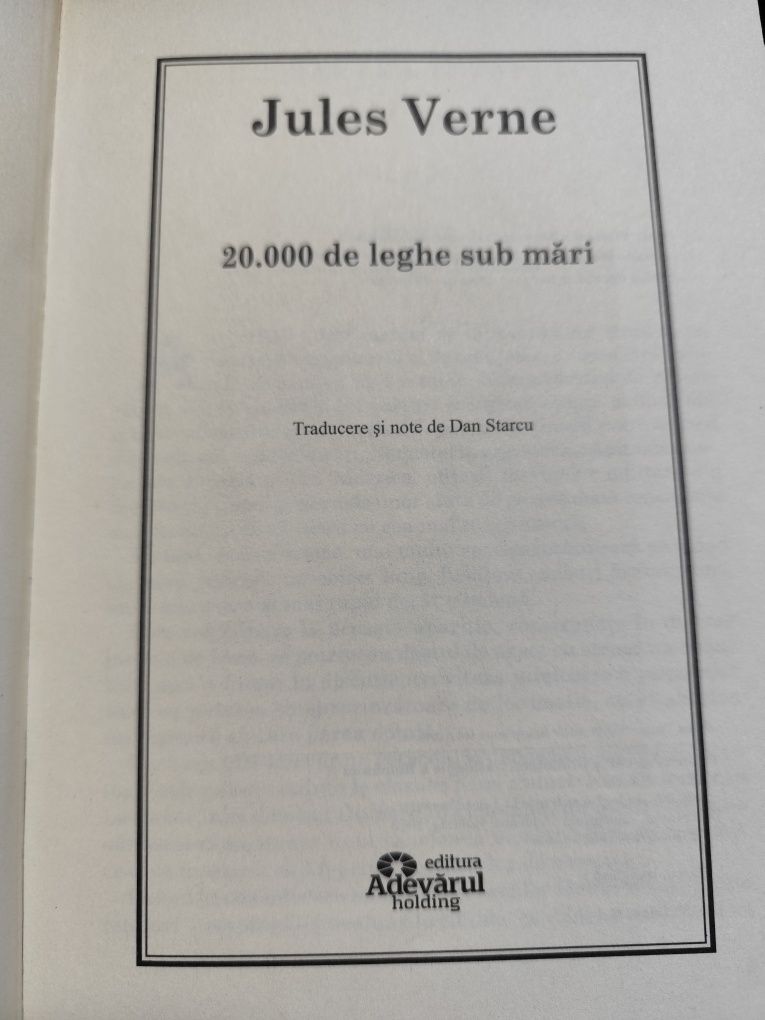 Jules Verne
20.000 de leghe sub mări
Traducere și note de Dan Starcu
editura
Adevărul
holding